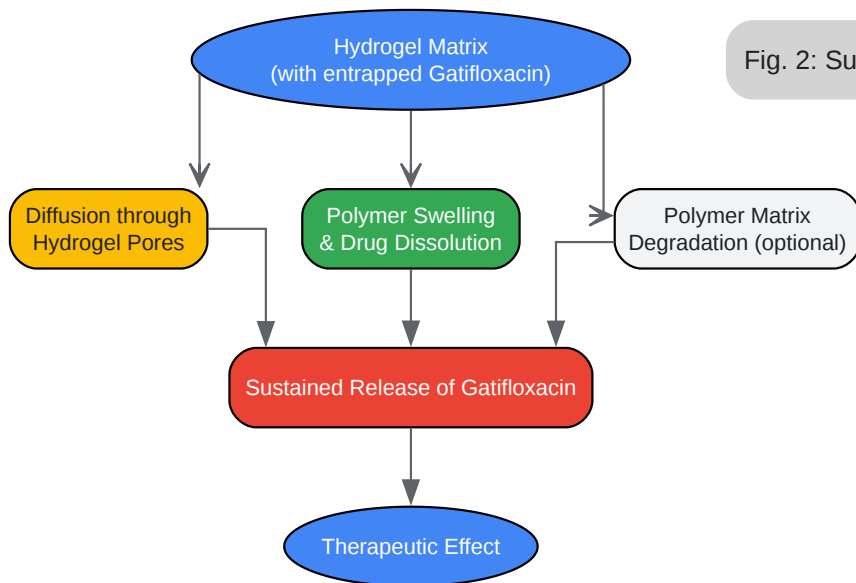 Hydrogel Matrix
(with entrapped Gatifloxacin)
Fig. 2: Su
Diffusion through
Hydrogel Pores
Polymer Swelling
& Drug Dissolution
Polymer Matrix
Degradation (optional)
Sustained Release of Gatifloxacin
Therapeutic Effect